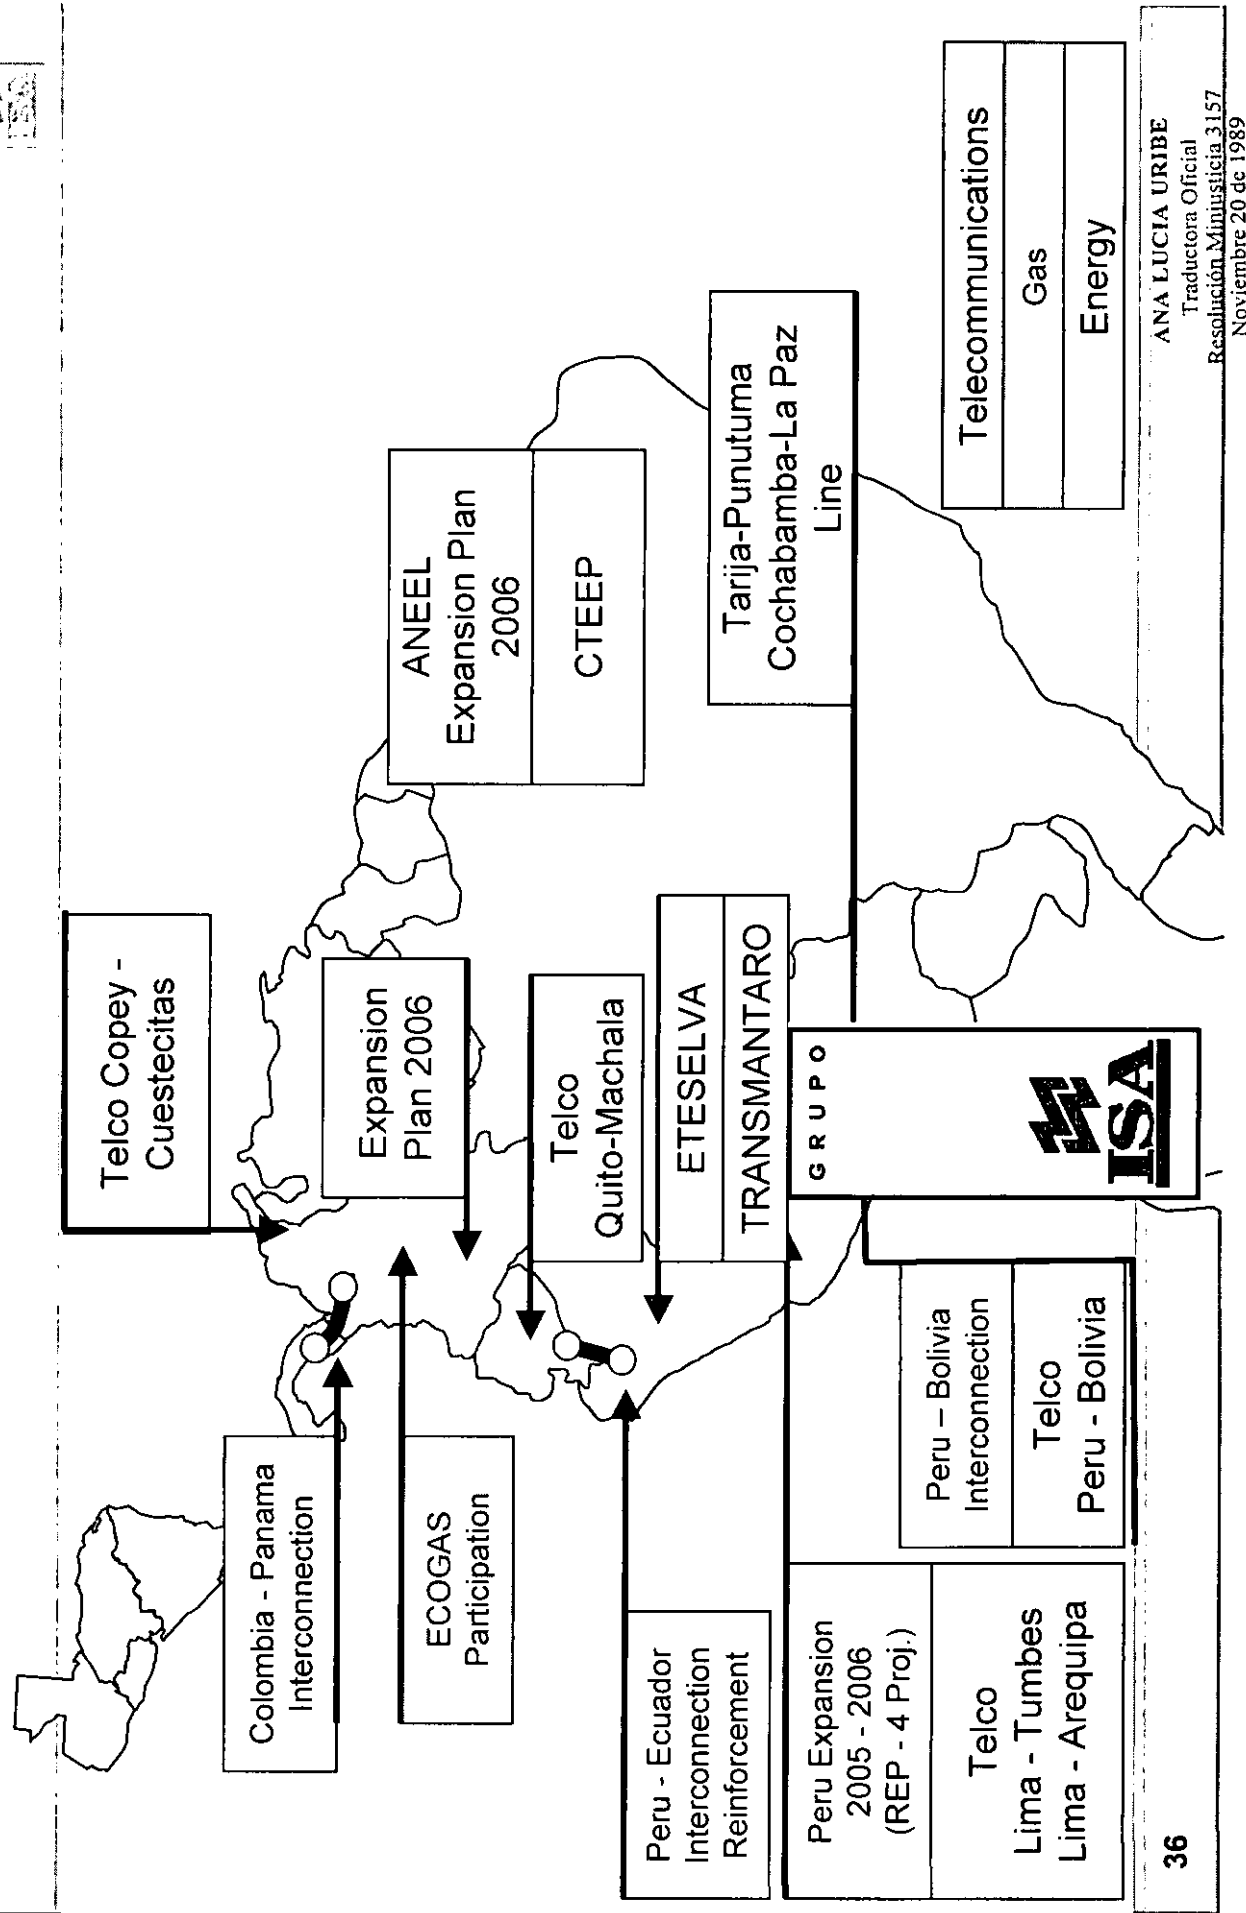 Telco Copey -
Cuestecitas
Colombia - Panama
Interconnection
Expansion
Plan 2006
ANEEL
Expansion Plan
2006
CTEEP
ECOGAS
Participation
Telco
Quito-Machala
Peru - Ecuador
Interconnection
Reinforcement
ETESELVA
TRANSMANTARO
Tarija-Punutuma
Cochabamba-La Paz
Line
Peru Expansion
2005 - 2006
(REP - 4 Proj.)
Telco
Lima - Tumbes
Lima - Arequipa
Peru – Bolivia
Interconnection
Telco
Peru - Bolivia
GRUPO
ISA
Telecommunications
Gas
Energy
36
ANA LUCIA URIBE
Traductora Oficial
Resolución Minjusticia 3157
Noviembre 20 de 1989